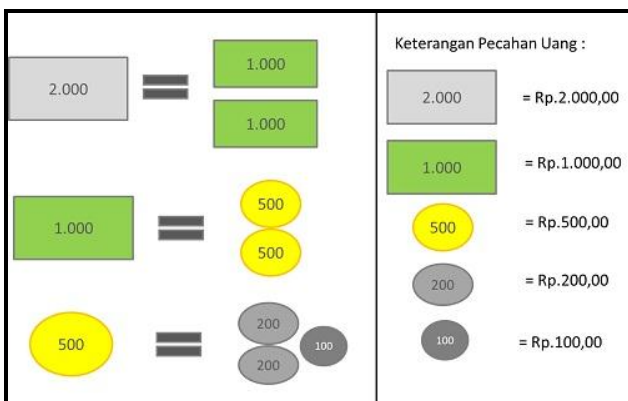 2.000
1.000
1.000
1.000
500
500
500
200
200
100
Keterangan Pecahan Uang :
2.000 = Rp.2.000,00
1.000 = Rp.1.000,00
500 = Rp.500,00
200 = Rp.200,00
100 = Rp.100,00